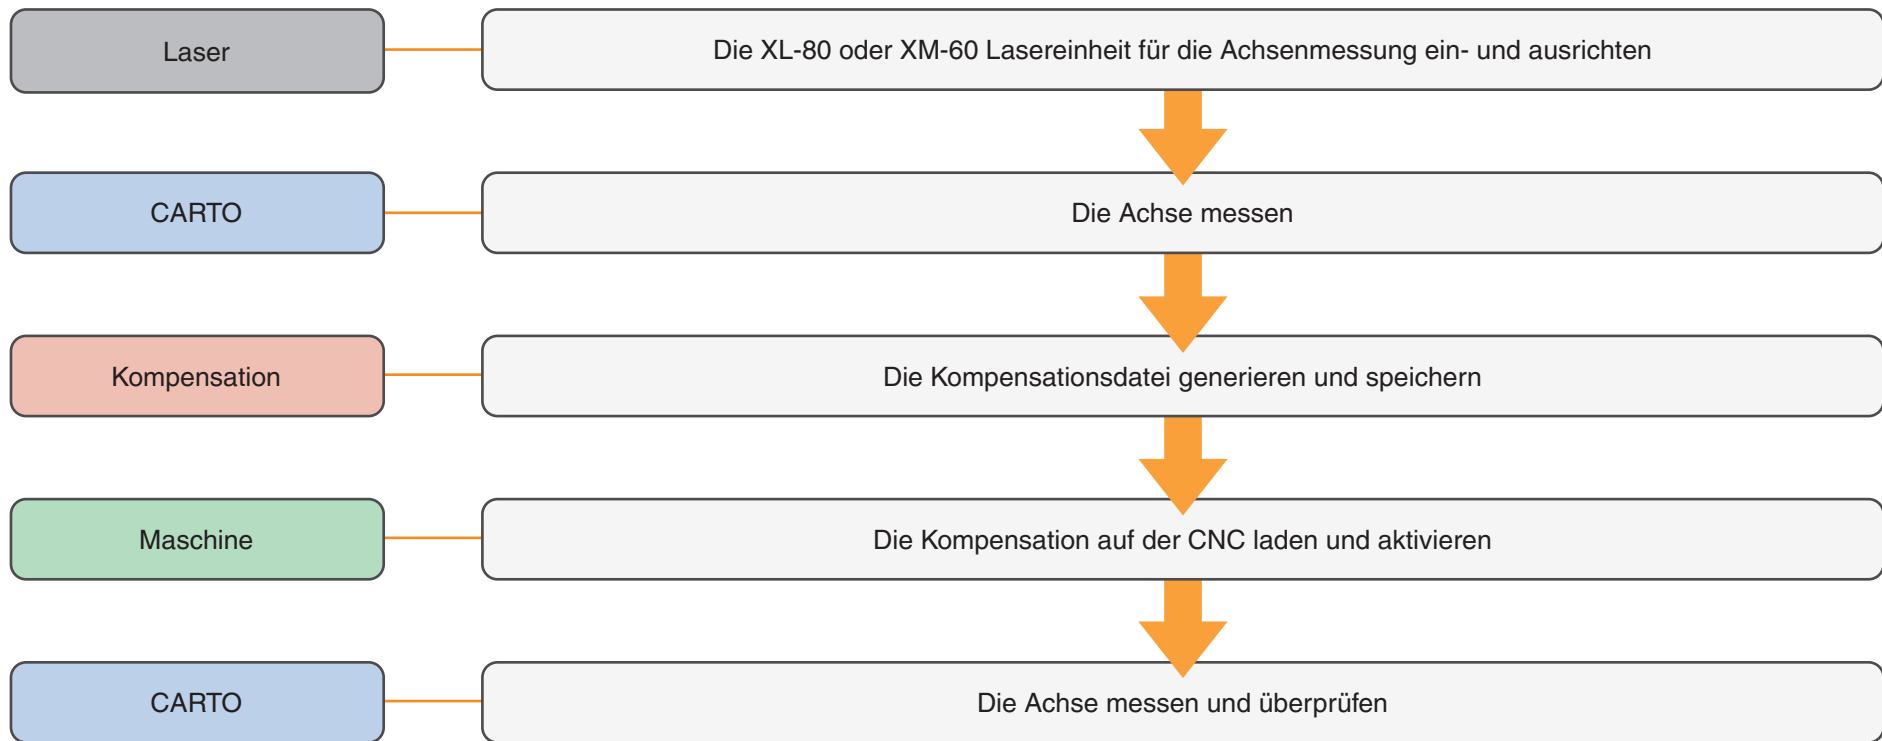 Laser
Die XL-80 oder XM-60 Lasereinheit für die Achsenmessung ein- und ausrichten
CARTO
Die Achse messen
Kompensation
Die Kompensationsdatei generieren und speichern
Maschine
Die Kompensation auf der CNC laden und aktivieren
CARTO
Die Achse messen und überprüfen